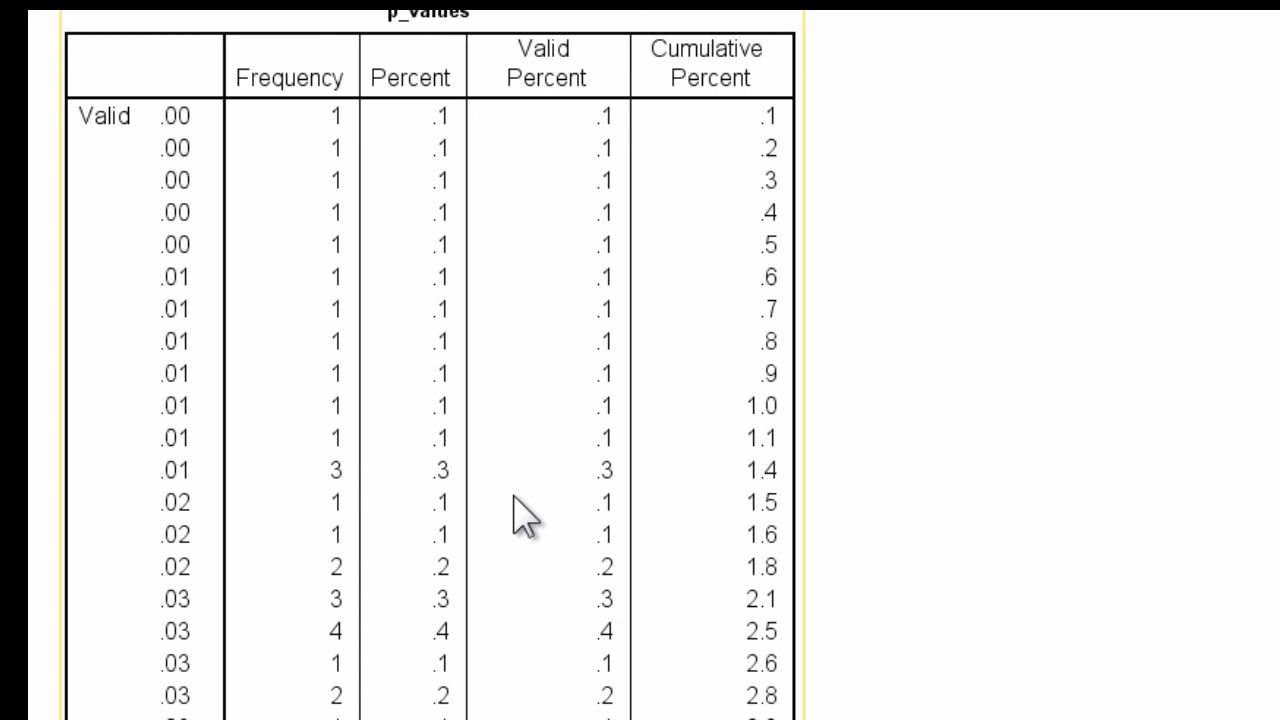 p_values
Frequency Percent Valid Percent Cumulative Percent
Valid .00 1 .1 .1 .1
.00 1 .1 .1 .2
.00 1 .1 .1 .3
.00 1 .1 .1 .4
.00 1 .1 .1 .5
.01 1 .1 .1 .6
.01 1 .1 .1 .7
.01 1 .1 .1 .8
.01 1 .1 .1 .9
.01 1 .1 .1 1.0
.01 1 .1 .1 1.1
.01 3 .3 .3 1.4
.02 1 .1 .1 1.5
.02 1 .1 .1 1.6
.02 2 .2 .2 1.8
.03 3 .3 .3 2.1
.03 4 .4 .4 2.5
.03 1 .1 .1 2.6
.03 2 .2 .2 2.8